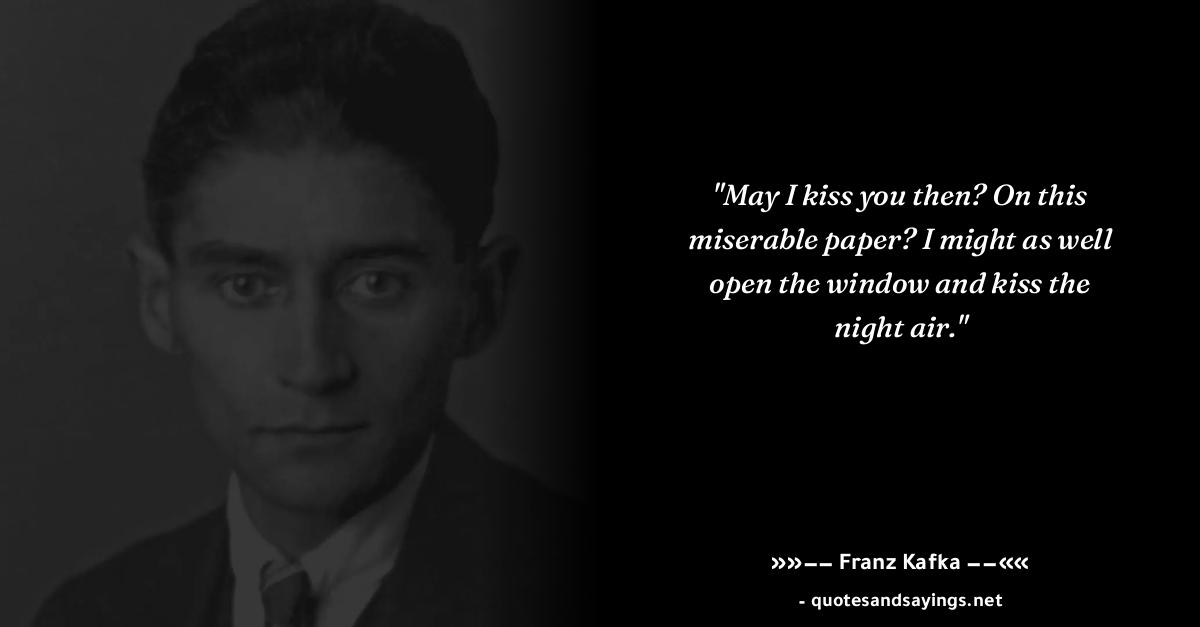 "May I kiss you then? On this
miserable paper? I might as well
open the window and kiss the
night air."
»»–– Franz Kafka ––««
- quotesandsayings.net